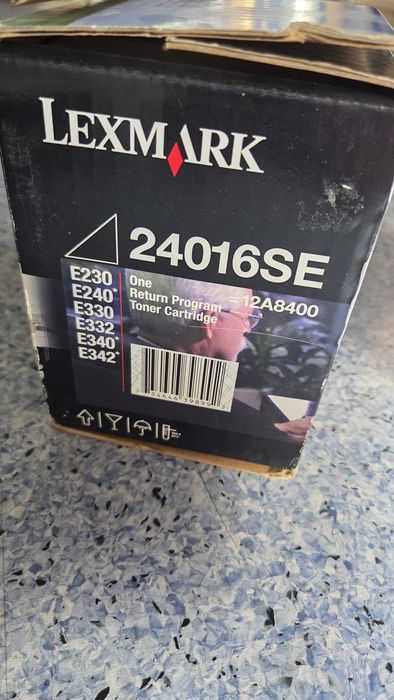 LEXMARK
24016SE
=12A8400
E230
E240*
E330
E332
E340*
E342*
One
Return Program
Toner Cartridge